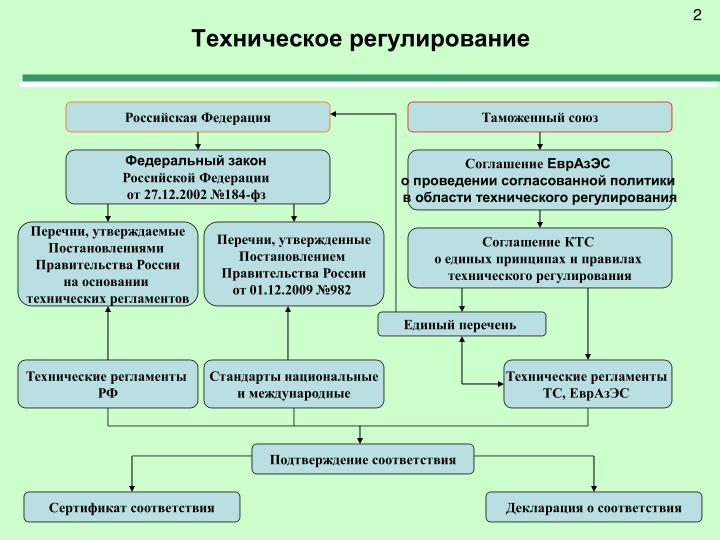 2
Техническое регулирование
Российская Федерация
Таможенный союз
Федеральный закон
Российской Федерации
от 27.12.2002 №184-фз
Соглашение ЕврАзЭС
о проведении согласованной политики
в области технического регулирования
Перечни, утверждаемые
Постановлениями
Правительства России
на основании
технических регламентов
Перечни, утвержденные
Постановлением
Правительства России
от 01.12.2009 №982
Соглашение КТС
о единых принципах и правилах
технического регулирования
Единый перечень
Технические регламенты
РФ
Стандарты национальные
и международные
Технические регламенты
ТС, ЕврАзЭС
Подтверждение соответствия
Сертификат соответствия
Декларация о соответствия